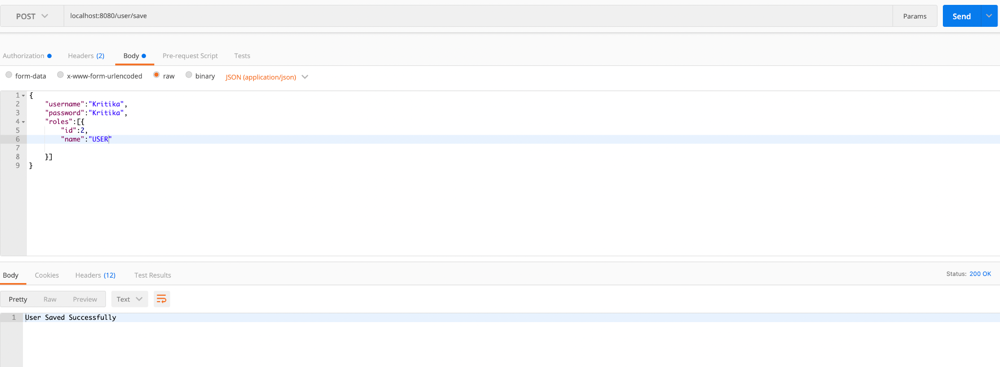 POST localhost:8080/user/save Params Send
Authorization Headers (2) Body Pre-request Script Tests
form-data x-www-form-urlencoded raw binary JSON (application/json)
1 {
2 "username":"Kritika",
3 "password":"Kritika",
4 "roles":[{
5 "id":2,
6 "name":"USER"
7
8 }]
9 }
Body Cookies Headers (12) Test Results Status: 200 OK
Pretty Raw Preview Text
1 User Saved Successfully